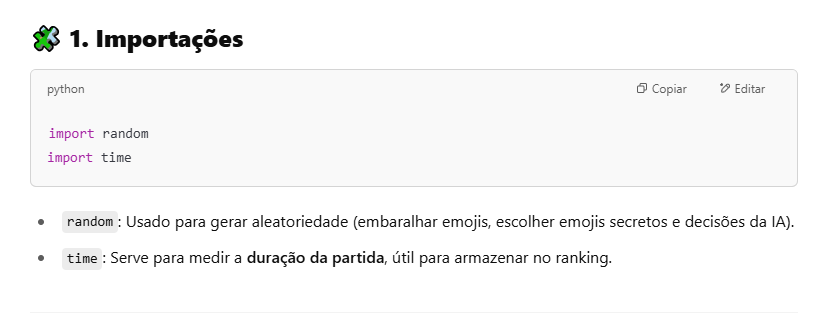 🧩 1. Importações
python
Copiar
Editar
import random
import time
• random: Usado para gerar aleatoriedade (embaralhar emojis, escolher emojis secretos e decisões da IA).
• time: Serve para medir a duração da partida, útil para armazenar no ranking.